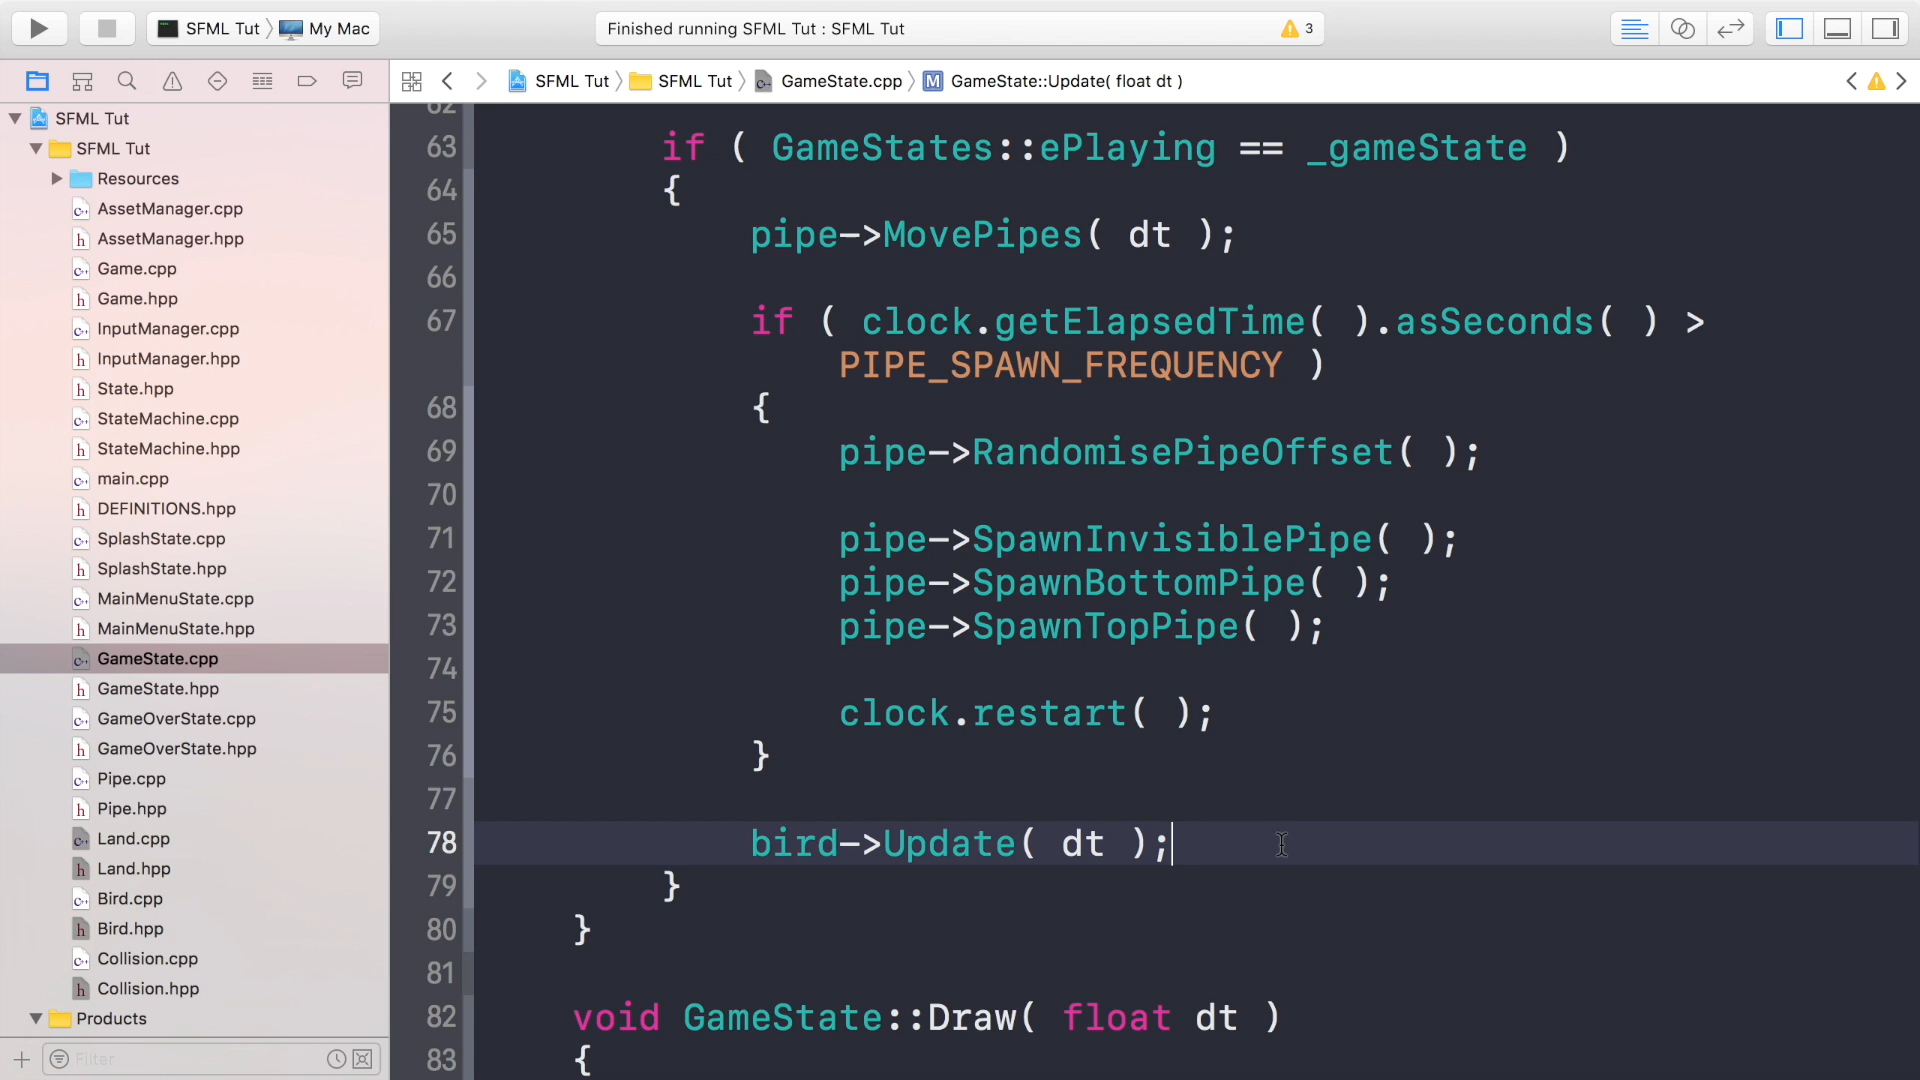 SFML Tut My Mac
Finished running SFML Tut : SFML Tut
3
SFML Tut SFML Tut GameState.cpp M GameState::Update( float dt )
SFML Tut
SFML Tut
Resources
AssetManager.cpp
AssetManager.hpp
Game.cpp
Game.hpp
InputManager.cpp
InputManager.hpp
State.hpp
StateMachine.cpp
StateMachine.hpp
main.cpp
DEFINITIONS.hpp
SplashState.cpp
SplashState.hpp
MainMenuState.cpp
MainMenuState.hpp
GameState.cpp
GameState.hpp
GameOverState.cpp
GameOverState.hpp
Pipe.cpp
Pipe.hpp
Land.cpp
Land.hpp
Bird.cpp
Bird.hpp
Collision.cpp
Collision.hpp
Products
Filter
62
63 if ( GameStates::ePlaying == _gameState )
64 {
65 pipe->MovePipes( dt );
66
67 if ( clock.getElapsedTime( ).asSeconds( ) >
PIPE_SPAWN_FREQUENCY )
68 {
69 pipe->RandomisePipeOffset( );
70
71 pipe->SpawnInvisiblePipe( );
72 pipe->SpawnBottomPipe( );
73 pipe->SpawnTopPipe( );
74
75 clock.restart( );
76 }
77
78 bird->Update( dt );
79 }
80 }
81
82 void GameState::Draw( float dt )
83 {